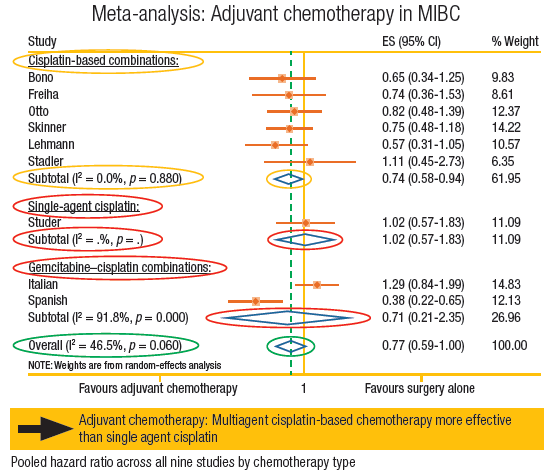 Meta-analysis: Adjuvant chemotherapy in MIBC
Study ES (95% CI) % Weight
Cisplatin-based combinations:
Bono 0.65 (0.34-1.25) 9.83
Freiha 0.74 (0.36-1.53) 8.61
Otto 0.82 (0.48-1.39) 12.37
Skinner 0.75 (0.48-1.18) 14.22
Lehmann 0.57 (0.31-1.05) 10.57
Stadler 1.11 (0.45-2.73) 6.35
Subtotal (I² = 0.0%, p = 0.880) 0.74 (0.58-0.94) 61.95
Single-agent cisplatin:
Studer 1.02 (0.57-1.83) 11.09
Subtotal (I² = .%, p = .) 1.02 (0.57-1.83) 11.09
Gemcitabine–cisplatin combinations:
Italian 1.29 (0.84-1.99) 14.83
Spanish 0.38 (0.22-0.65) 12.13
Subtotal (I² = 91.8%, p = 0.000) 0.71 (0.21-2.35) 26.96
Overall (I² = 46.5%, p = 0.060) 0.77 (0.59-1.00) 100.00
NOTE: Weights are from random-effects analysis
Favours adjuvant chemotherapy 1 Favours surgery alone
Adjuvant chemotherapy: Multiagent cisplatin-based chemotherapy more effective
than single agent cisplatin
Pooled hazard ratio across all nine studies by chemotherapy type